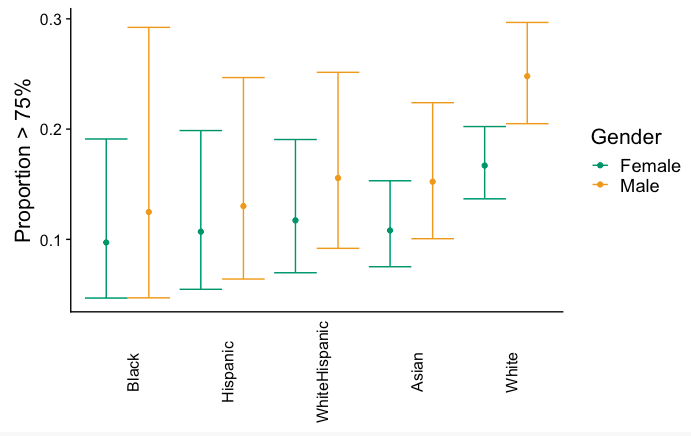 Proportion > 75%
0.3
0.2
0.1
Black
Hispanic
WhiteHispanic
Asian
White
Gender
Female
Male